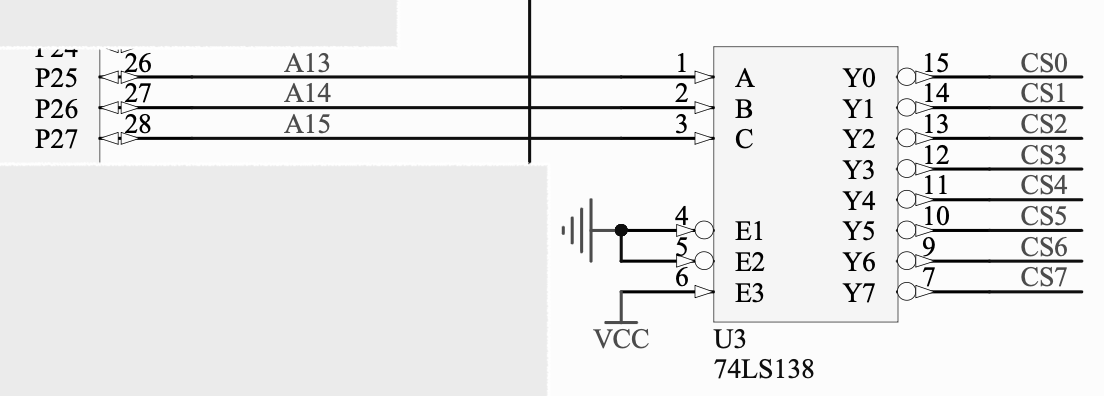 P24
26 A13 1 15 CS0
P25 A Y0
27 A14 2 14 CS1
P26 B Y1
28 A15 3 13 CS2
P27 C Y2
12 CS3
Y3
11 CS4
Y4
4 10 CS5
E1 Y5
5 9 CS6
E2 Y6
6 7 CS7
E3 Y7
VCC U3
74LS138